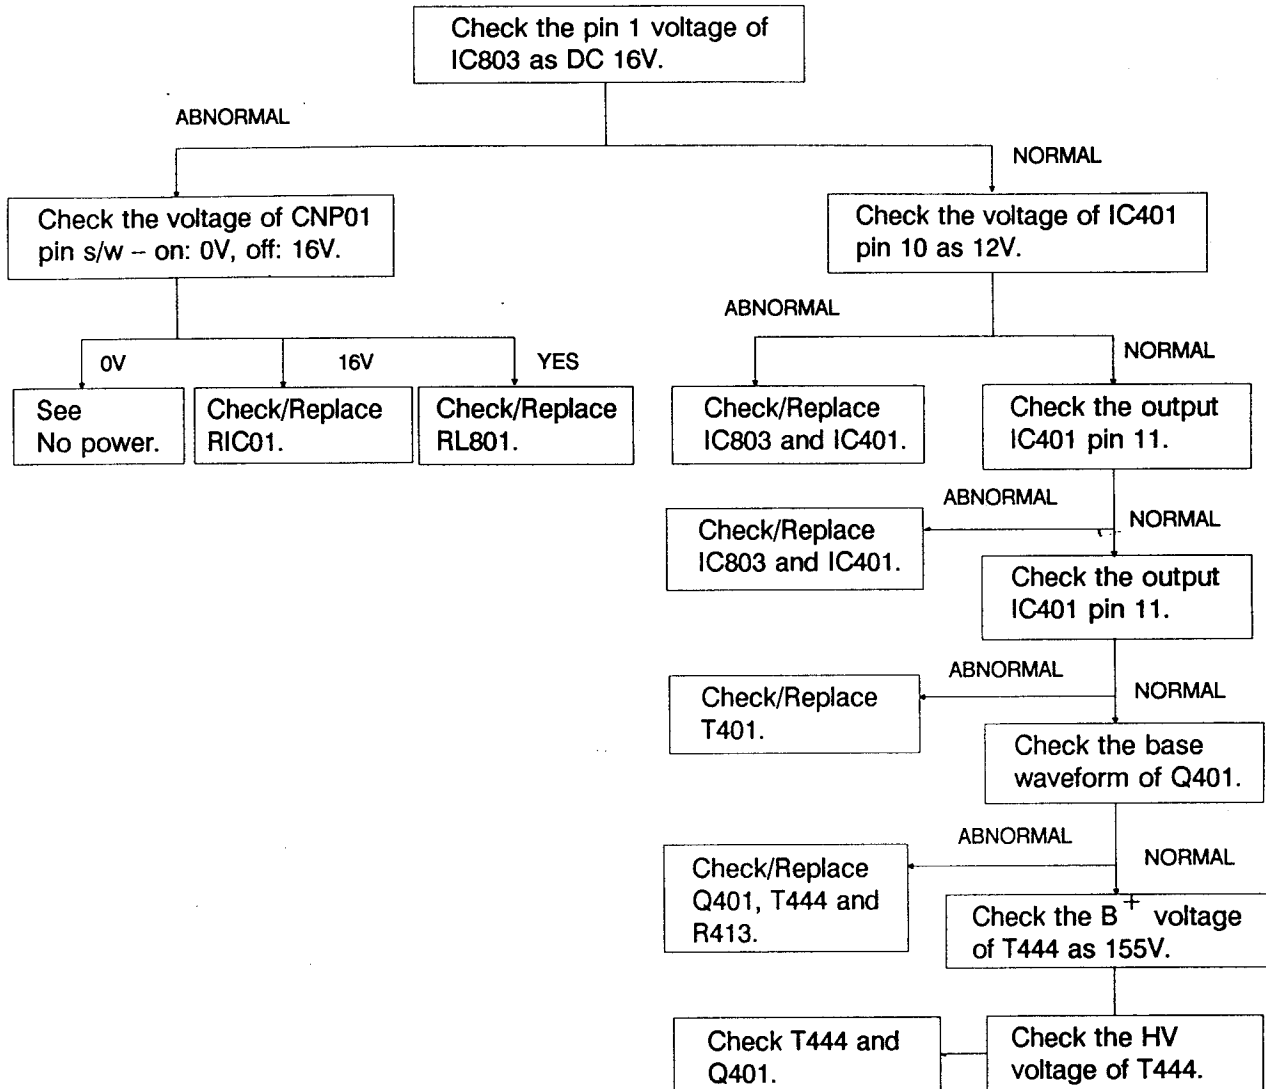 Check the pin 1 voltage of
IC803 as DC 16V.
ABNORMAL
NORMAL
Check the voltage of CNP01
pin s/w – on: 0V, off: 16V.
Check the voltage of IC401
pin 10 as 12V.
ABNORMAL
NORMAL
0V
16V
YES
See
No power.
Check/Replace
RIC01.
Check/Replace
RL801.
Check/Replace
IC803 and IC401.
Check the output
IC401 pin 11.
ABNORMAL
NORMAL
Check/Replace
IC803 and IC401.
Check the output
IC401 pin 11.
ABNORMAL
NORMAL
Check/Replace
T401.
Check the base
waveform of Q401.
ABNORMAL
NORMAL
Check/Replace
Q401, T444 and
R413.
Check the B+ voltage
of T444 as 155V.
Check T444 and
Q401.
Check the HV
voltage of T444.